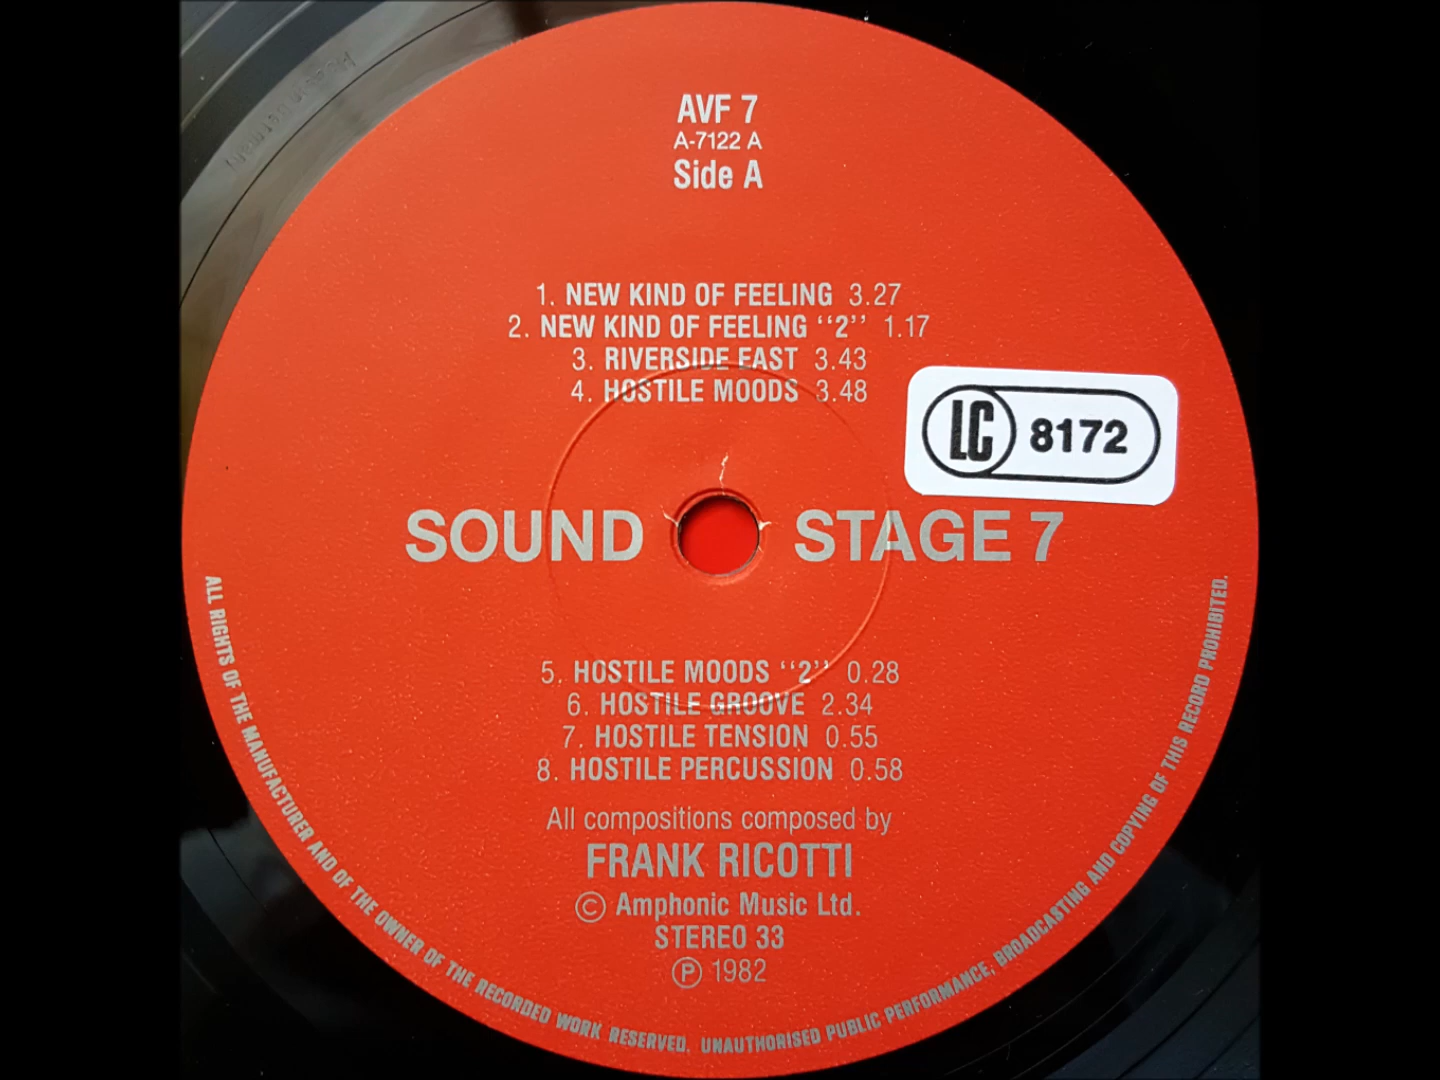 AVF 7
A-7122 A
Side A
1. NEW KIND OF FEELING 3.27
2. NEW KIND OF FEELING ‘‘2’’ 1.17
3. RIVERSIDE EAST 3.43
4. HOSTILE MOODS 3.48
LC 8172
SOUND STAGE 7
5. HOSTILE MOODS ‘‘2’’ 0.28
6. HOSTILE GROOVE 2.34
7. HOSTILE TENSION 0.55
8. HOSTILE PERCUSSION 0.58
All compositions composed by
FRANK RICOTTI
© Amphonic Music Ltd.
STEREO 33
℗ 1982
ALL RIGHTS OF THE MANUFACTURER AND OF THE OWNER OF THE RECORDED WORK RESERVED. UNAUTHORISED PUBLIC PERFORMANCE, BROADCASTING AND COPYING OF THIS RECORD PROHIBITED.